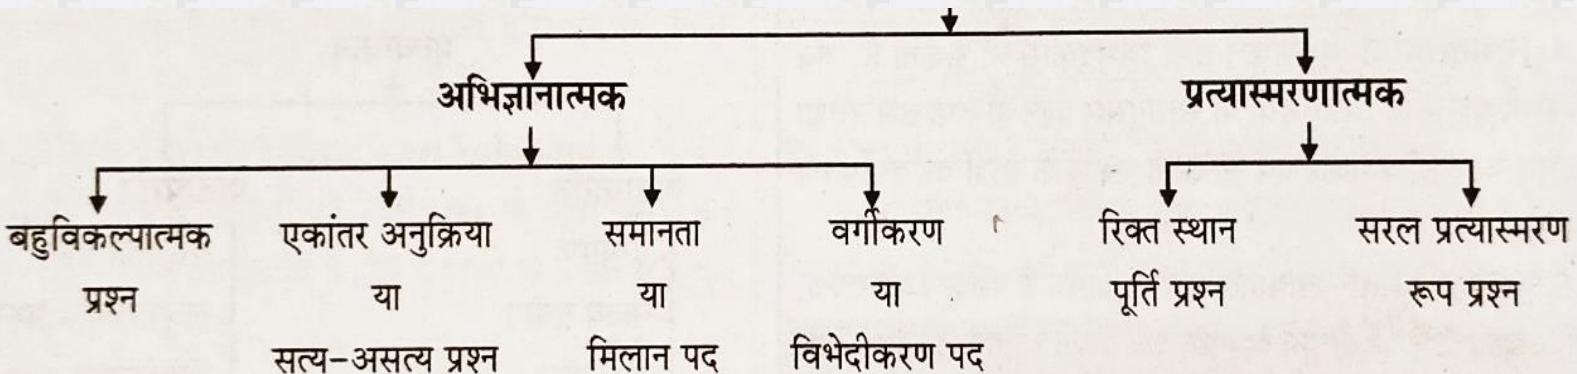 अभिज्ञानात्मक प्रत्यास्मरणात्मक
बहुविकल्पात्मक एकांतर अनुक्रिया समानता वर्गीकरण रिक्त स्थान सरल प्रत्यास्मरण
प्रश्न या या या पूर्ति प्रश्न रूप प्रश्न
सत्य-असत्य प्रश्न मिलान पद विभेदीकरण पद